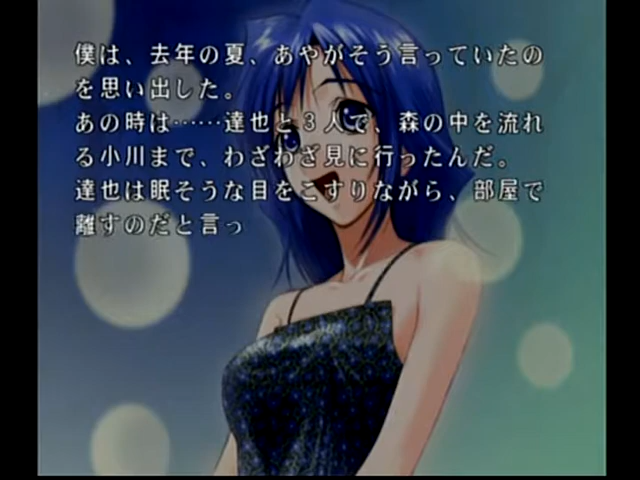 僕は、去年の夏、あやがそう言っていたの
を思い出した。
あの時は……達也と３人で、森の中を流れ
る小川まで、わざわざ見に行ったんだ。
達也は眠そうな目をこすりながら、部屋で
離すのだと言っ